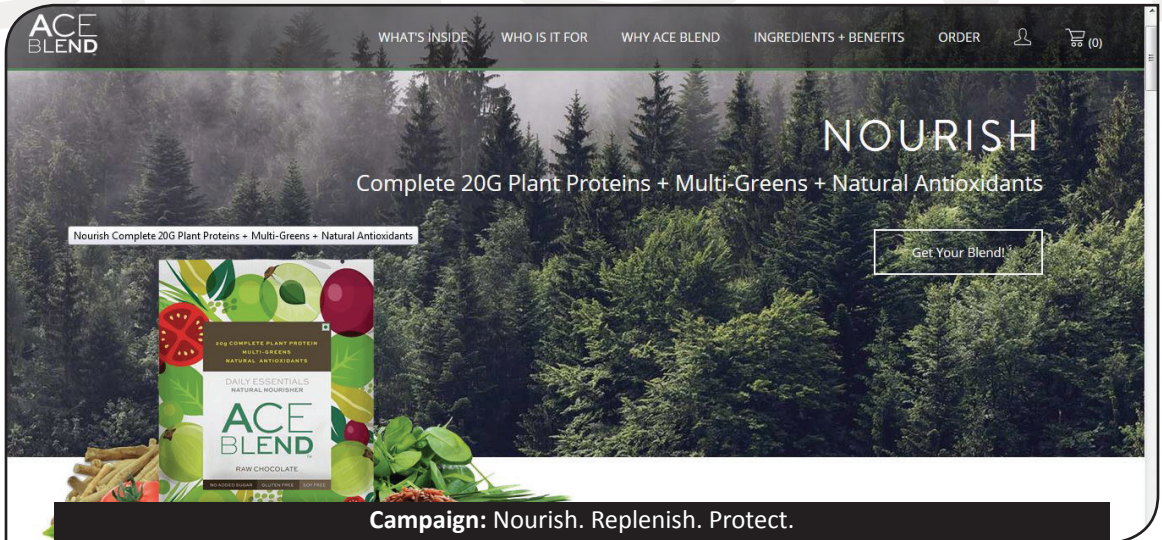 ACE
BLEND
WHAT'S INSIDE WHO IS IT FOR WHY ACE BLEND INGREDIENTS + BENEFITS ORDER (0)
NOURISH
Complete 20G Plant Proteins + Multi-Greens + Natural Antioxidants
Nourish Complete 20G Plant Proteins + Multi-Greens + Natural Antioxidants
Get Your Blend!
20g COMPLETE PLANT PROTEIN
MULTI-GREENS
NATURAL ANTIOXIDANTS
DAILY ESSENTIALS
NATURAL NOURISHER
ACE
BLEND
TM
RAW CHOCOLATE
NO ADDED SUGAR GLUTEN FREE SOY FREE
Campaign: Nourish. Replenish. Protect.